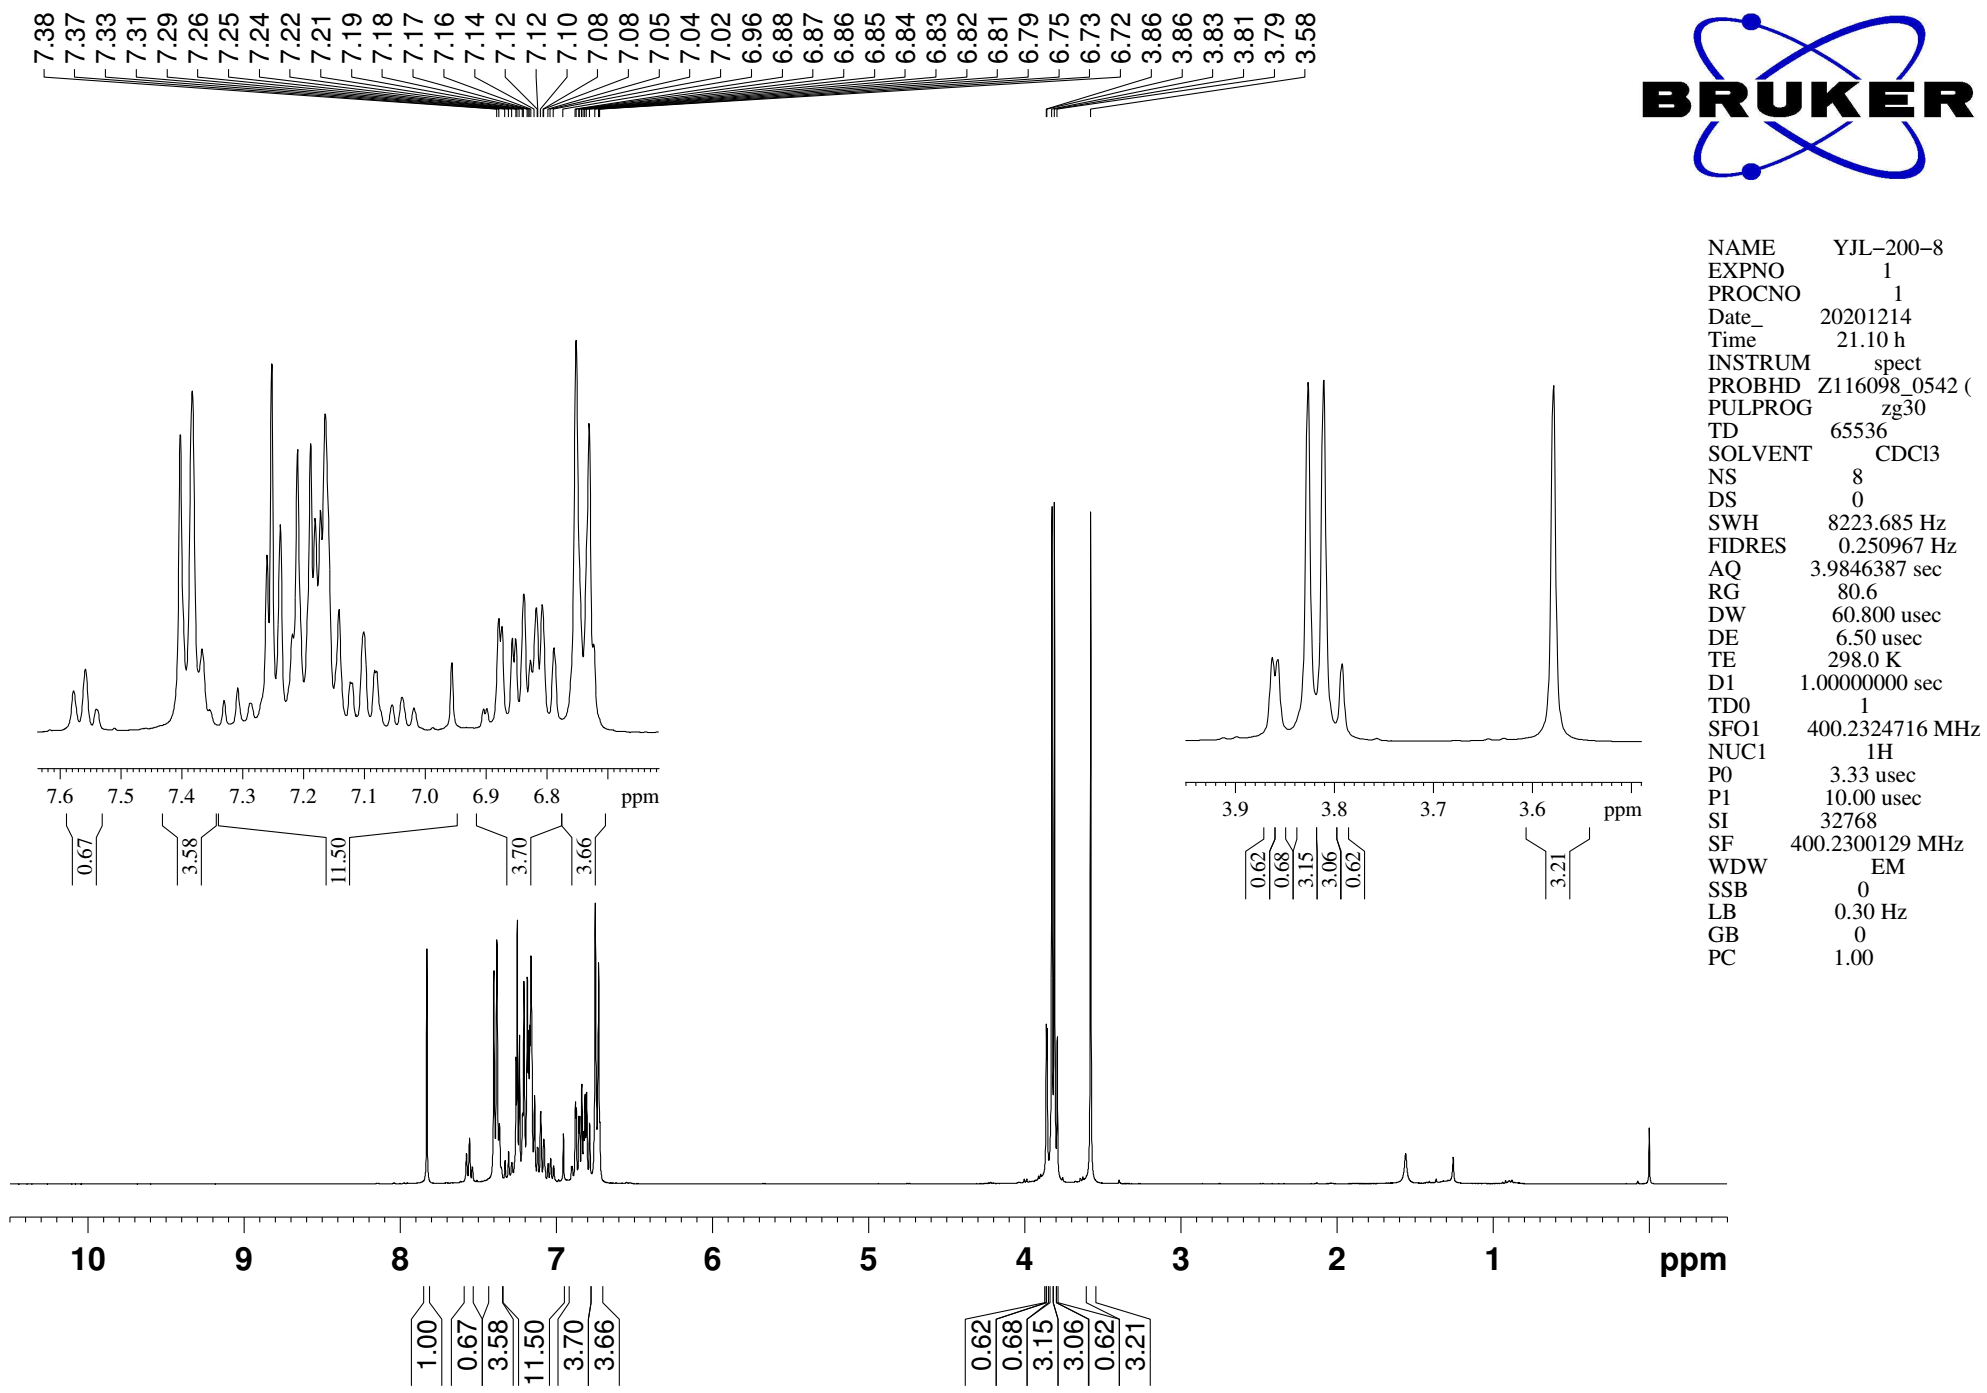 7.38 7.37 7.33 7.31 7.29 7.26 7.25 7.24 7.22 7.21 7.19 7.18 7.17 7.16 7.14 7.12 7.12 7.10 7.08 7.08 7.05 7.04 7.02 6.96 6.88 6.87 6.86 6.85 6.84 6.83 6.82 6.81 6.79 6.75 6.73 6.72 3.86 3.86 3.83 3.81 3.79 3.58
BRUKER
NAME YJL-200-8
EXPNO 1
PROCNO 1
Date_ 20201214
Time 21.10 h
INSTRUM spect
PROBHD Z116098_0542 (
PULPROG zg30
TD 65536
SOLVENT CDCl3
NS 8
DS 0
SWH 8223.685 Hz
FIDRES 0.250967 Hz
AQ 3.9846387 sec
RG 80.6
DW 60.800 usec
DE 6.50 usec
TE 298.0 K
D1 1.00000000 sec
TD0 1
SFO1 400.2324716 MHz
NUC1 1H
P0 3.33 usec
P1 10.00 usec
SI 32768
SF 400.2300129 MHz
WDW EM
SSB 0
LB 0.30 Hz
GB 0
PC 1.00
7.6 7.5 7.4 7.3 7.2 7.1 7.0 6.9 6.8 ppm
0.67 3.58 11.50 3.70 3.66
3.9 3.8 3.7 3.6 ppm
0.62 0.68 3.15 3.06 0.62 3.21
10 9 8 7 6 5 4 3 2 1 ppm
1.00 0.67 3.58 11.50 3.70 3.66 0.62 0.68 3.15 3.06 0.62 3.21